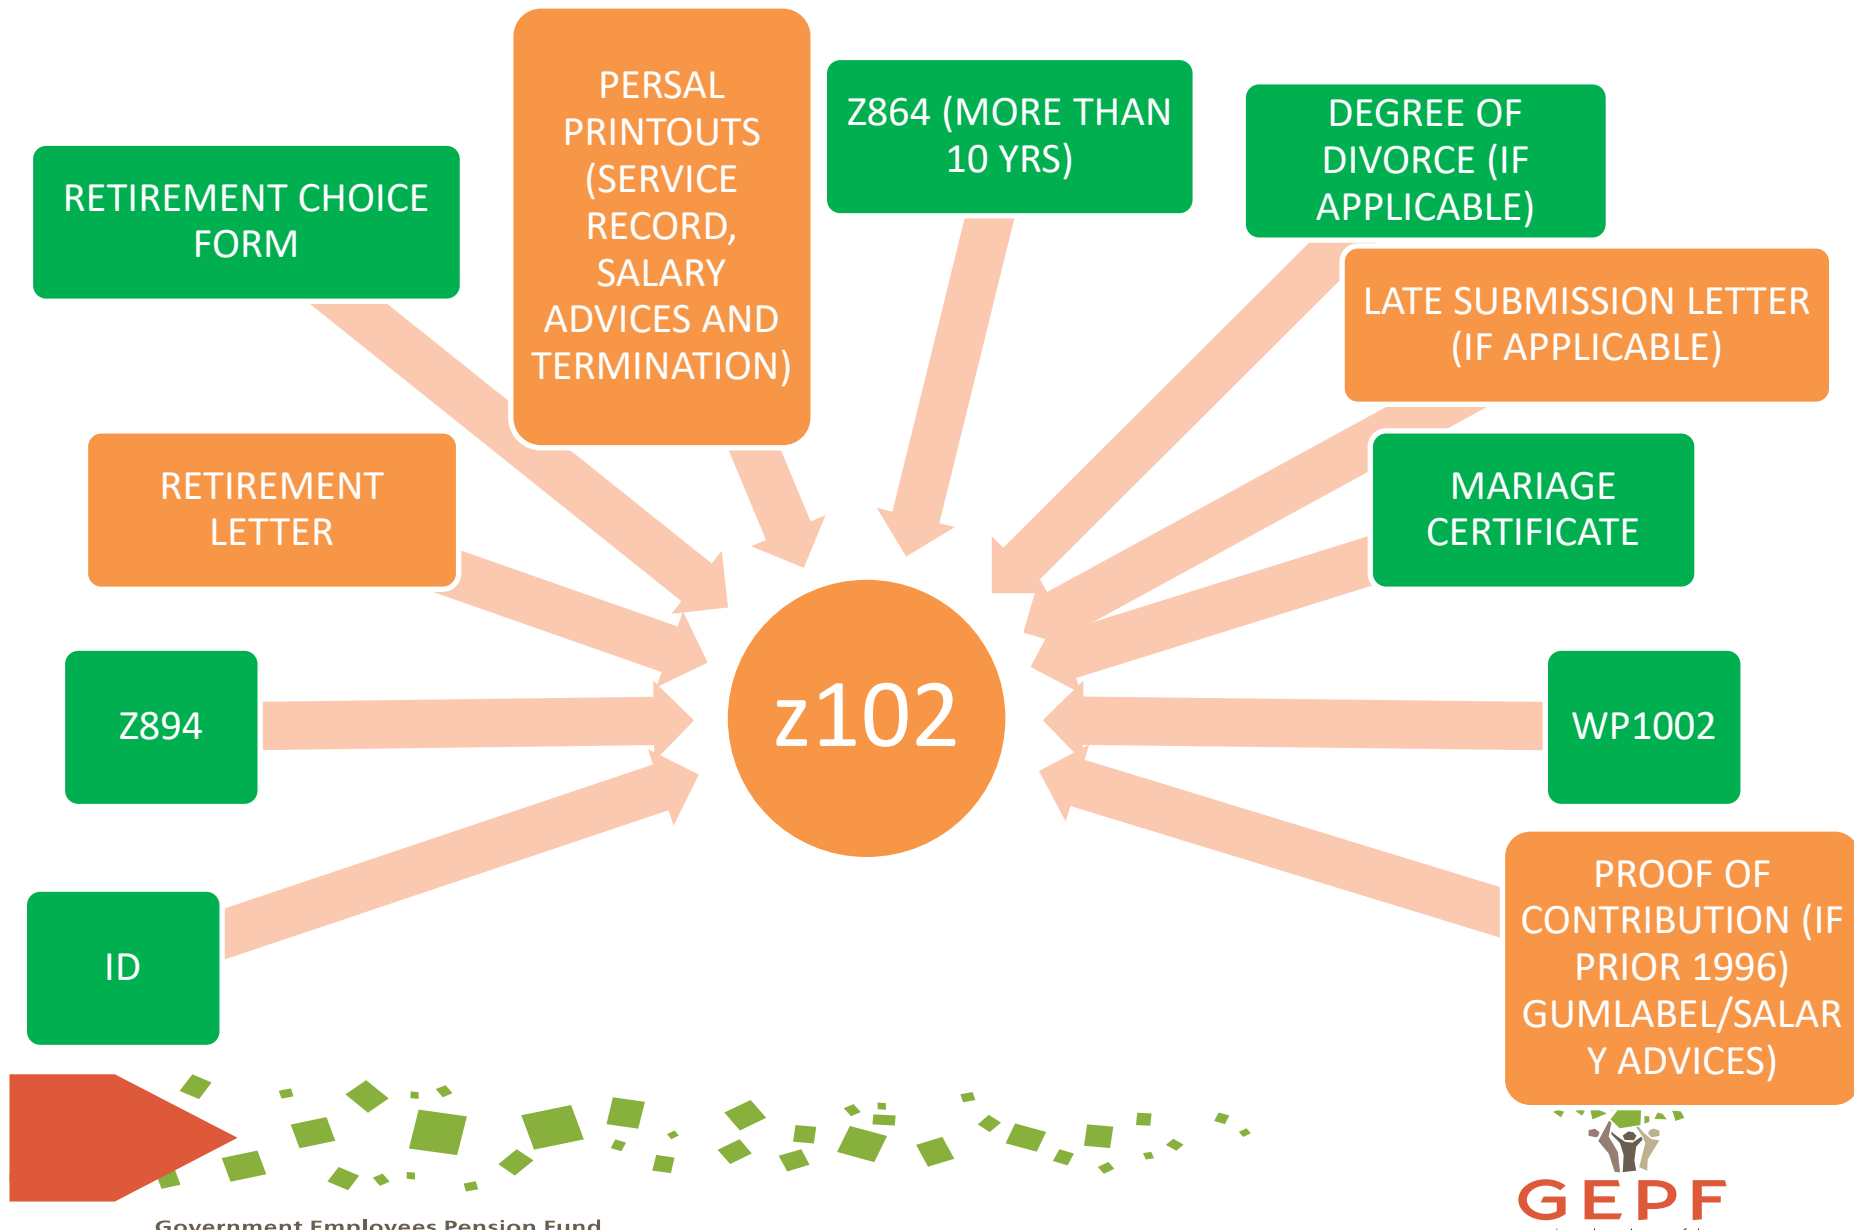 RETIREMENT CHOICE
FORM
PERSAL
PRINTOUTS
(SERVICE
RECORD,
SALARY
ADVICES AND
TERMINATION)
Z864 (MORE THAN
10 YRS)
DEGREE OF
DIVORCE (IF
APPLICABLE)
LATE SUBMISSION LETTER
(IF APPLICABLE)
RETIREMENT
LETTER
MARIAGE
CERTIFICATE
Z894
z102
WP1002
ID
PROOF OF
CONTRIBUTION (IF
PRIOR 1996)
GUMLABEL/SALAR
Y ADVICES)
GEPF
Government Employees Pension Fund